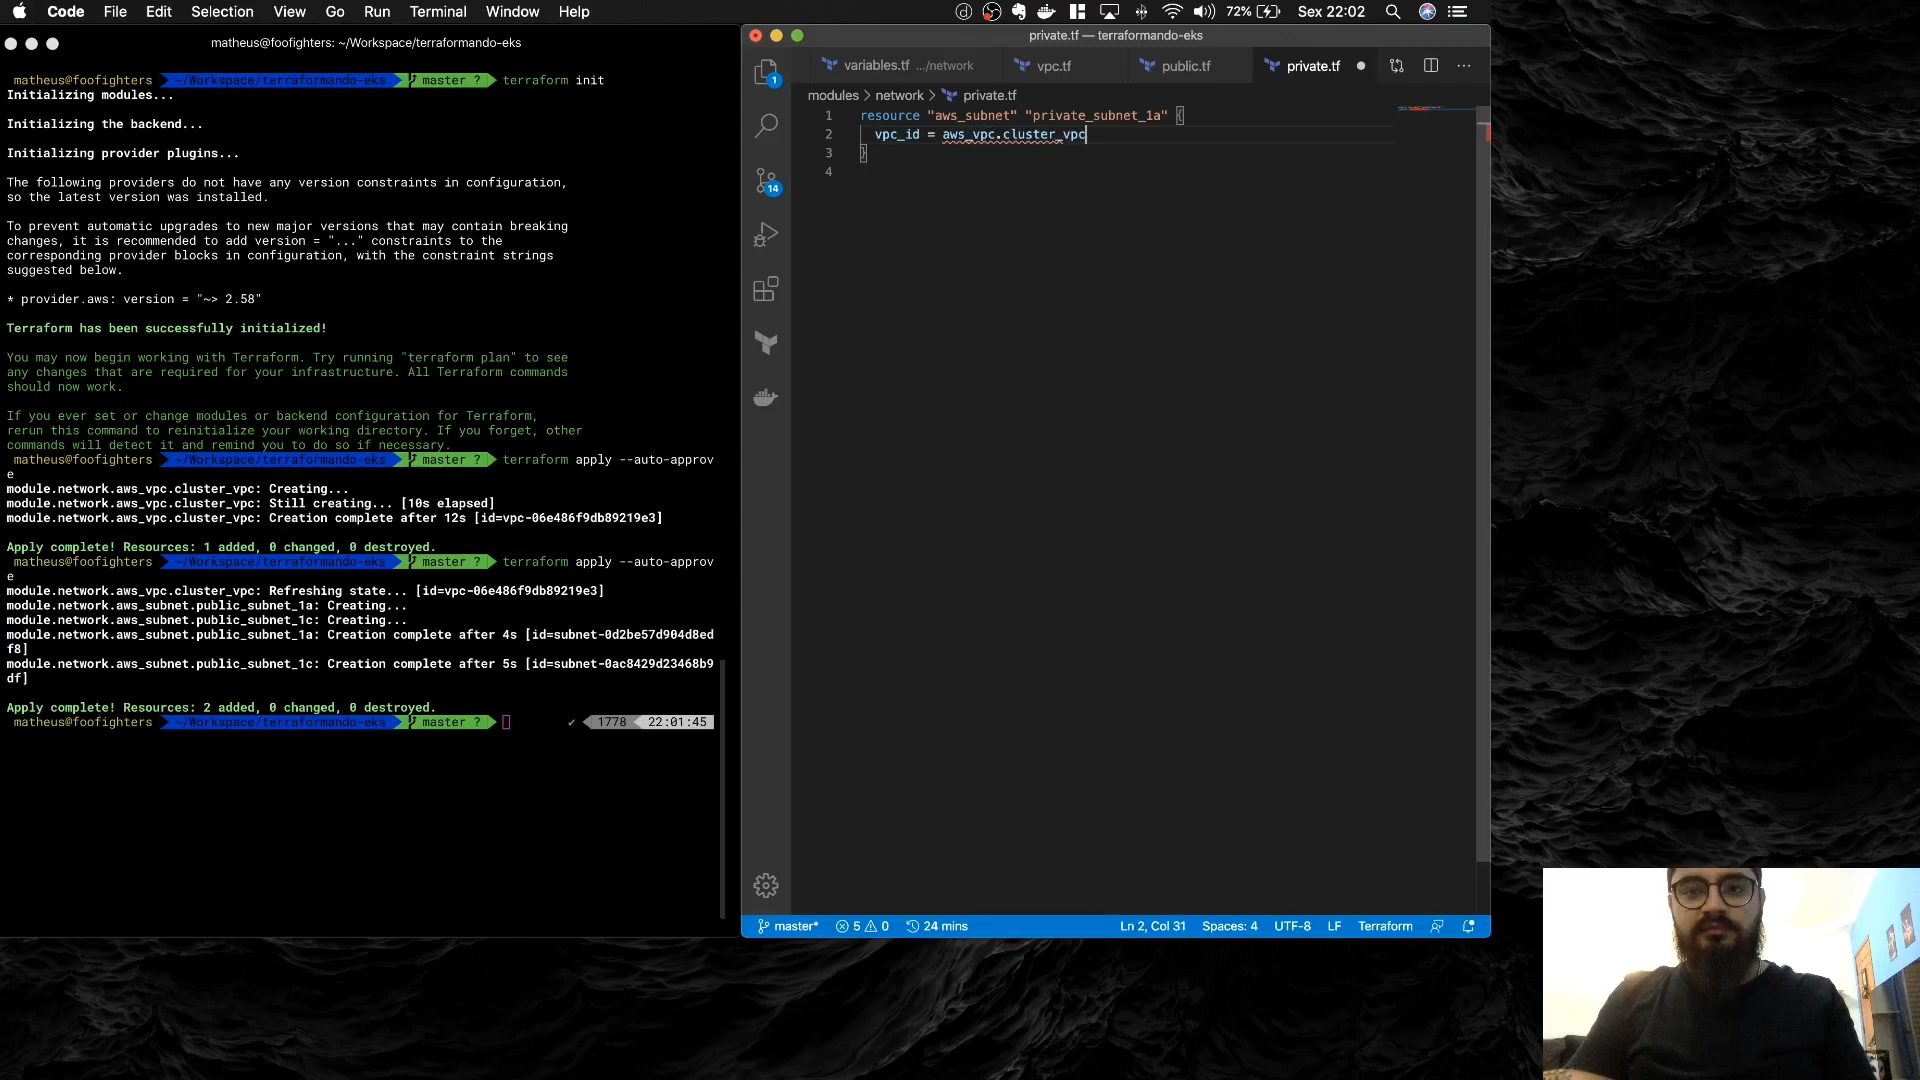 Code File Edit Selection View Go Run Terminal Window Help 72% Sex 22:02
matheus@foofighters: ~/Workspace/terraformando-eks
matheus@foofighters ~/Workspace/terraformando-eks master ? terraform init
Initializing modules...
Initializing the backend...
Initializing provider plugins...
The following providers do not have any version constraints in configuration,
so the latest version was installed.
To prevent automatic upgrades to new major versions that may contain breaking
changes, it is recommended to add version = "..." constraints to the
corresponding provider blocks in configuration, with the constraint strings
suggested below.
* provider.aws: version = "~> 2.58"
Terraform has been successfully initialized!
You may now begin working with Terraform. Try running "terraform plan" to see
any changes that are required for your infrastructure. All Terraform commands
should now work.
If you ever set or change modules or backend configuration for Terraform,
rerun this command to reinitialize your working directory. If you forget, other
commands will detect it and remind you to do so if necessary.
matheus@foofighters ~/Workspace/terraformando-eks master ? terraform apply --auto-approv
e
module.network.aws_vpc.cluster_vpc: Creating...
module.network.aws_vpc.cluster_vpc: Still creating... [10s elapsed]
module.network.aws_vpc.cluster_vpc: Creation complete after 12s [id=vpc-06e486f9db89219e3]
Apply complete! Resources: 1 added, 0 changed, 0 destroyed.
matheus@foofighters ~/Workspace/terraformando-eks master ? terraform apply --auto-approv
e
module.network.aws_vpc.cluster_vpc: Refreshing state... [id=vpc-06e486f9db89219e3]
module.network.aws_subnet.public_subnet_1a: Creating...
module.network.aws_subnet.public_subnet_1c: Creating...
module.network.aws_subnet.public_subnet_1a: Creation complete after 4s [id=subnet-0d2be57d904d8ed
f8]
module.network.aws_subnet.public_subnet_1c: Creation complete after 5s [id=subnet-0ac8429d23468b9
df]
Apply complete! Resources: 2 added, 0 changed, 0 destroyed.
matheus@foofighters ~/Workspace/terraformando-eks master ? ✔ 1778 22:01:45
private.tf — terraformando-eks
variables.tf .../network vpc.tf public.tf private.tf
modules > network > private.tf
1
14
1 resource "aws_subnet" "private_subnet_1a" {
2 vpc_id = aws_vpc.cluster_vpc
3 }
4
master* 5 0 24 mins Ln 2, Col 31 Spaces: 4 UTF-8 LF Terraform